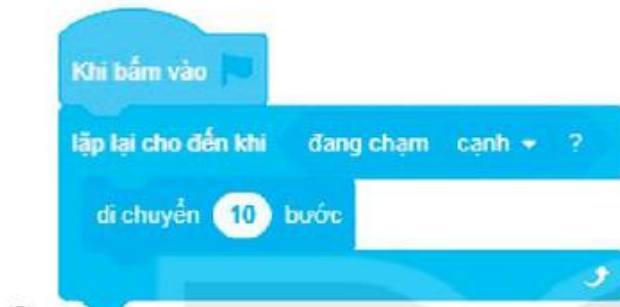 Khi bấm vào
lặp lại cho đến khi đang chạm cạnh ?
di chuyển 10 bước